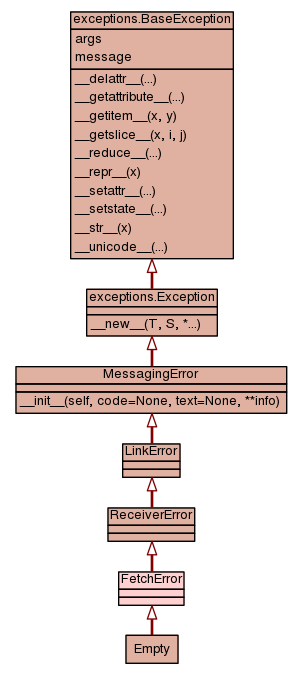 exceptions.BaseException
args
message
__delattr__(...)
__getattribute__(...)
__getitem__(x, y)
__getslice__(x, i, j)
__reduce__(...)
__repr__(x)
__setattr__(...)
__setstate__(...)
__str__(x)
__unicode__(...)
exceptions.Exception
__new__(T, S, *...)
MessagingError
__init__(self, code=None, text=None, **info)
LinkError
ReceiverError
FetchError
Empty